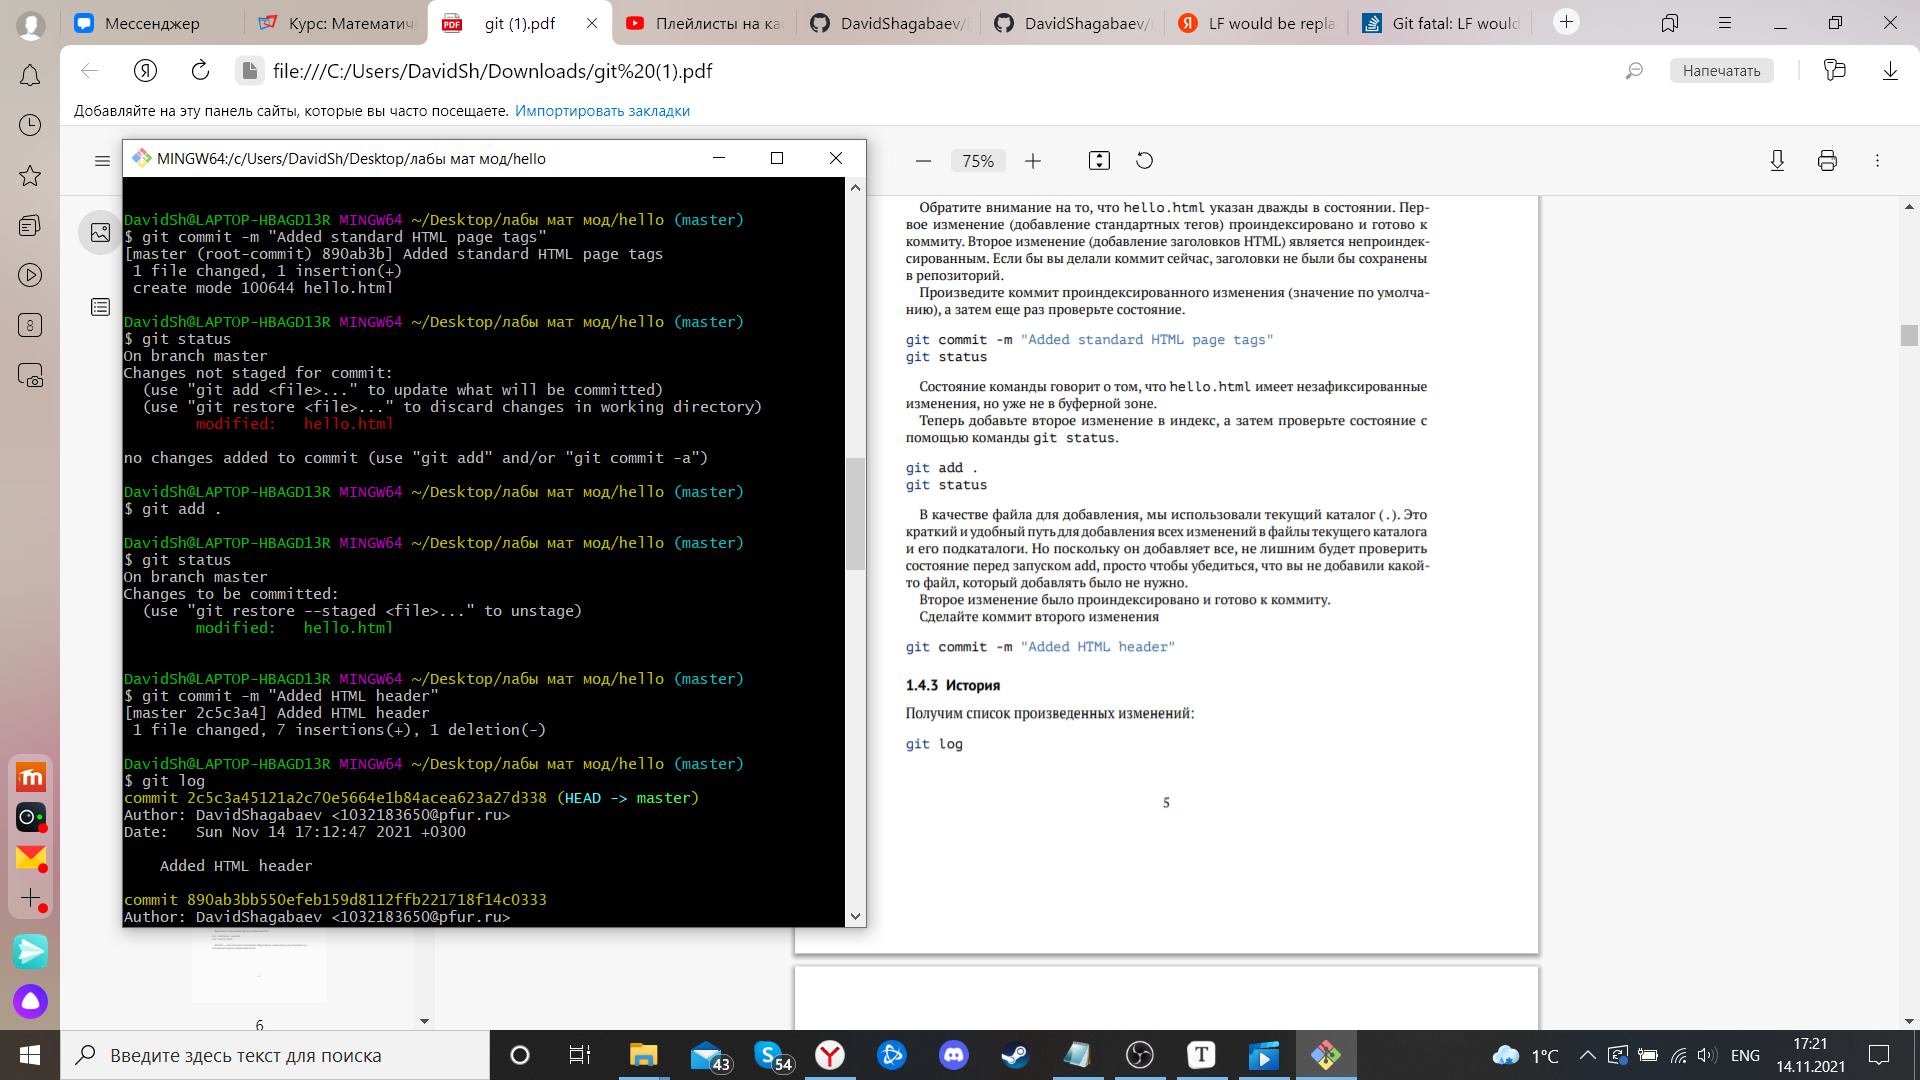 Мессенджер
Курс: Математич
git (1).pdf
Плейлисты на ка
DavidShagabaev/
DavidShagabaev/
LF would be repla
Git fatal: LF would
file:///C:/Users/DavidSh/Downloads/git%20(1).pdf
Напечатать
Добавляйте на эту панель сайты, которые вы часто посещаете. Импортировать закладки
MINGW64:/c/Users/DavidSh/Desktop/лабы мат мод/hello
75%
DavidSh@LAPTOP-HBAGD13R MINGW64 ~/Desktop/лабы мат мод/hello (master)
$ git commit -m "Added standard HTML page tags"
[master (root-commit) 890ab3b] Added standard HTML page tags
1 file changed, 1 insertion(+)
create mode 100644 hello.html
DavidSh@LAPTOP-HBAGD13R MINGW64 ~/Desktop/лабы мат мод/hello (master)
$ git status
On branch master
Changes not staged for commit:
(use "git add <file>..." to update what will be committed)
(use "git restore <file>..." to discard changes in working directory)
modified: hello.html
no changes added to commit (use "git add" and/or "git commit -a")
DavidSh@LAPTOP-HBAGD13R MINGW64 ~/Desktop/лабы мат мод/hello (master)
$ git add .
DavidSh@LAPTOP-HBAGD13R MINGW64 ~/Desktop/лабы мат мод/hello (master)
$ git status
On branch master
Changes to be committed:
(use "git restore --staged <file>..." to unstage)
modified: hello.html
DavidSh@LAPTOP-HBAGD13R MINGW64 ~/Desktop/лабы мат мод/hello (master)
$ git commit -m "Added HTML header"
[master 2c5c3a4] Added HTML header
1 file changed, 7 insertions(+), 1 deletion(-)
DavidSh@LAPTOP-HBAGD13R MINGW64 ~/Desktop/лабы мат мод/hello (master)
$ git log
commit 2c5c3a45121a2c70e5664e1b84acea623a27d338 (HEAD -> master)
Author: DavidShagabaev <1032183650@pfur.ru>
Date: Sun Nov 14 17:12:47 2021 +0300
Added HTML header
commit 890ab3bb550efeb159d8112ffb221718f14c0333
Author: DavidShagabaev <1032183650@pfur.ru>
Обратите внимание на то, что hello.html указан дважды в состоянии. Пер-
вое изменение (добавление стандартных тегов) проиндексировано и готово к
коммиту. Второе изменение (добавление заголовков HTML) является непроиндек-
сированным. Если бы вы делали коммит сейчас, заголовки не были бы сохранены
в репозиторий.
Произведите коммит проиндексированного изменения (значение по умолча-
нию), а затем еще раз проверьте состояние.
git commit -m "Added standard HTML page tags"
git status
Состояние команды говорит о том, что hello.html имеет незафиксированные
изменения, но уже не в буферной зоне.
Теперь добавьте второе изменение в индекс, а затем проверьте состояние с
помощью команды git status.
git add .
git status
В качестве файла для добавления, мы использовали текущий каталог (.). Это
краткий и удобный путь для добавления всех изменений в файлы текущего каталога
и его подкаталоги. Но поскольку он добавляет все, не лишним будет проверить
состояние перед запуском add, просто чтобы убедиться, что вы не добавили какой-
то файл, который добавлять было не нужно.
Второе изменение было проиндексировано и готово к коммиту.
Сделайте коммит второго изменения
git commit -m "Added HTML header"
1.4.3 История
Получим список произведенных изменений:
git log
5
6
8
Введите здесь текст для поиска
43
54
1°C
ENG
17:21
14.11.2021